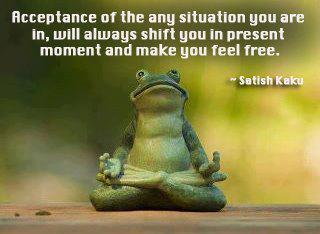 Acceptance of the any situation you are
in, will always shift you in present
moment and make you feel free.
~ Satish Kaku